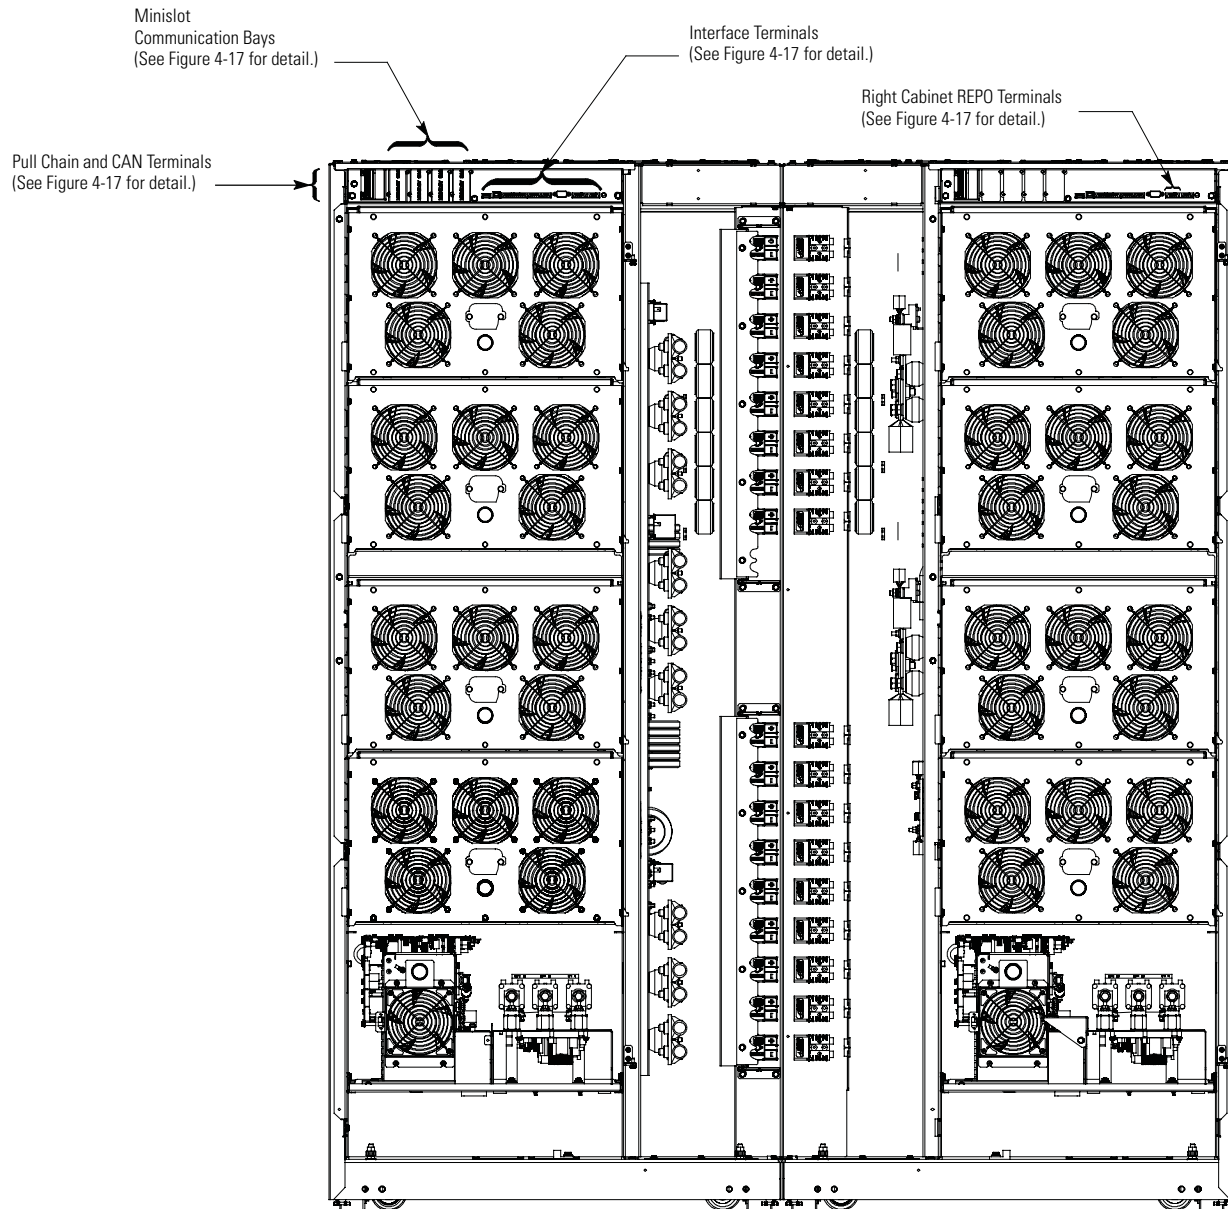 Minislot
Communication Bays
(See Figure 4-17 for detail.)
Interface Terminals
(See Figure 4-17 for detail.)
Right Cabinet REPO Terminals
(See Figure 4-17 for detail.)
Pull Chain and CAN Terminals
(See Figure 4-17 for detail.)